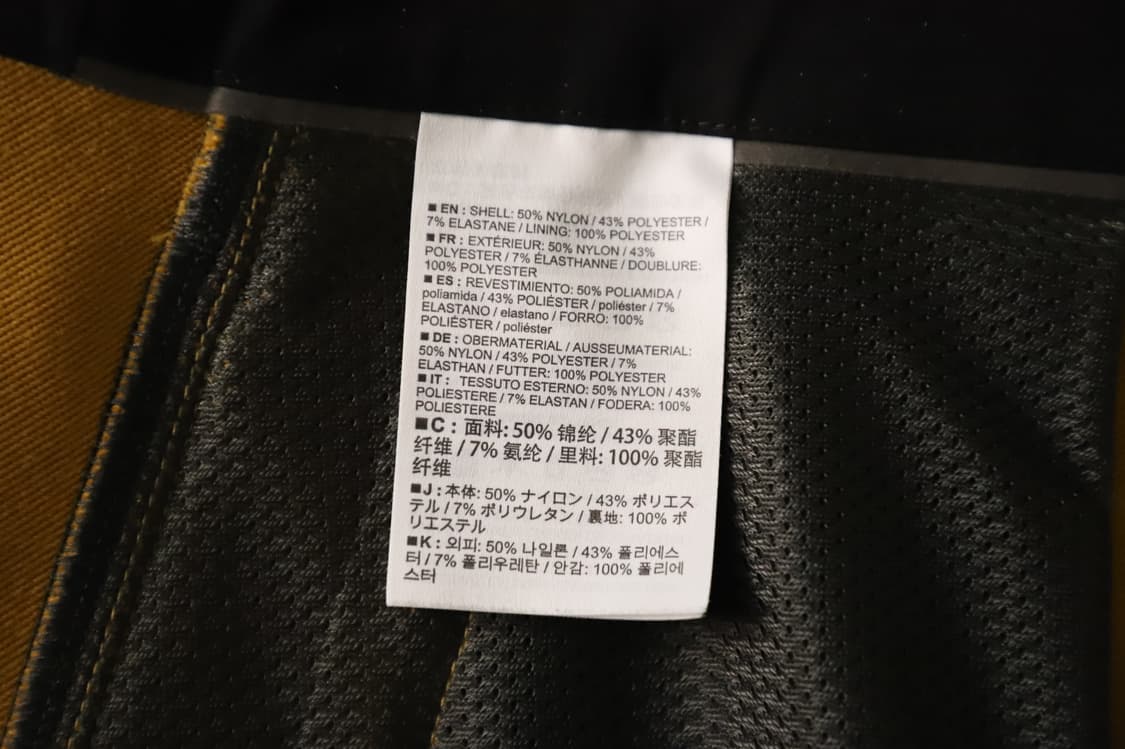 ■ EN : SHELL: 50% NYLON / 43% POLYESTER /
7% ELASTANE / LINING: 100% POLYESTER
■ FR : EXTÉRIEUR: 50% NYLON / 43%
POLYESTER / 7% ÉLASTHANNE / DOUBLURE:
100% POLYESTER
■ ES : REVESTIMIENTO: 50% POLIAMIDA /
poliamida / 43% POLIÉSTER / poliéster / 7%
ELASTANO / elastano / FORRO: 100%
POLIÉSTER / poliéster
■ DE : OBERMATERIAL / AUSSEUMATERIAL:
50% NYLON / 43% POLYESTER / 7%
ELASTHAN / FUTTER: 100% POLYESTER
■ IT : TESSUTO ESTERNO: 50% NYLON / 43%
POLIESTERE / 7% ELASTAN / FODERA: 100%
POLIESTERE
■ C : 面料: 50% 锦纶 / 43% 聚酯
纤维 / 7% 氨纶 / 里料: 100% 聚酯
纤维
■ J : 本体: 50% ナイロン / 43% ポリエス
テル / 7% ポリウレタン / 裏地: 100% ポ
リエステル
■ K : 외피: 50% 나일론 / 43% 폴리에스
터 / 7% 폴리우레탄 / 안감: 100% 폴리에
스터